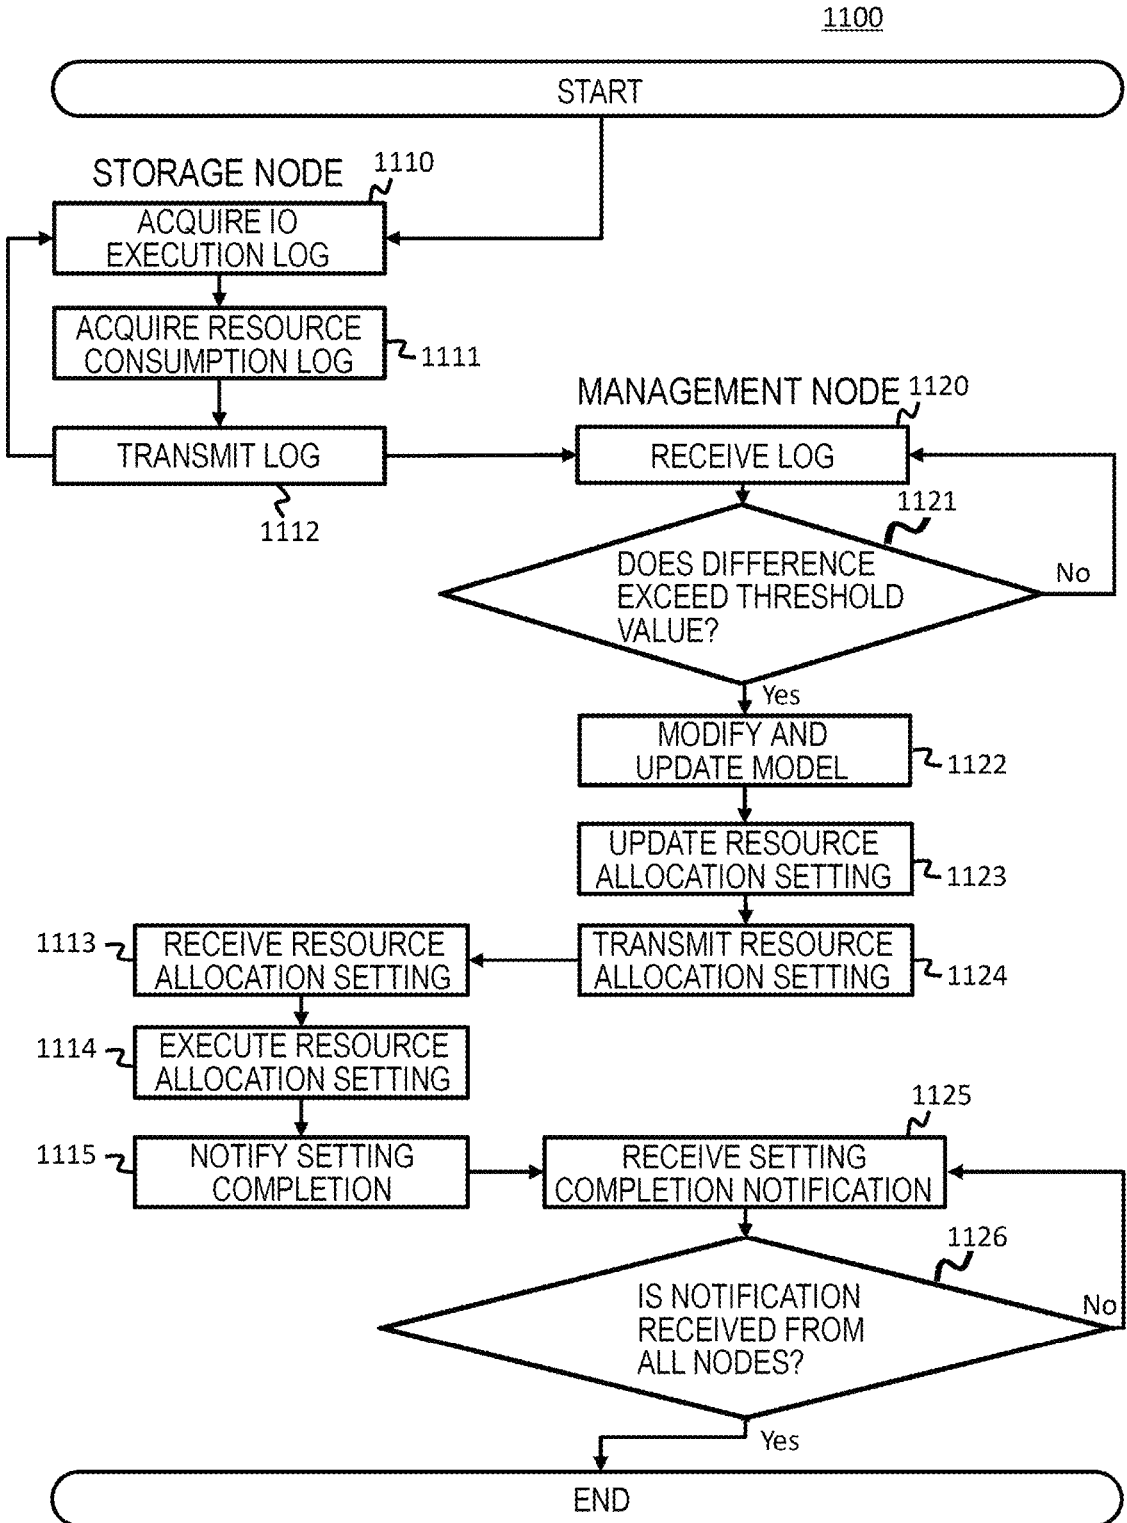 1100
START
STORAGE NODE
1110
ACQUIRE IO
EXECUTION LOG
ACQUIRE RESOURCE
CONSUMPTION LOG
1111
MANAGEMENT NODE
1120
TRANSMIT LOG
RECEIVE LOG
1112
1121
DOES DIFFERENCE
EXCEED THRESHOLD
VALUE?
No
Yes
MODIFY AND
UPDATE MODEL
1122
UPDATE RESOURCE
ALLOCATION SETTING
1123
1113
RECEIVE RESOURCE
ALLOCATION SETTING
TRANSMIT RESOURCE
ALLOCATION SETTING
1124
1114
EXECUTE RESOURCE
ALLOCATION SETTING
1125
1115
NOTIFY SETTING
COMPLETION
RECEIVE SETTING
COMPLETION NOTIFICATION
1126
IS NOTIFICATION
RECEIVED FROM
ALL NODES?
No
Yes
END